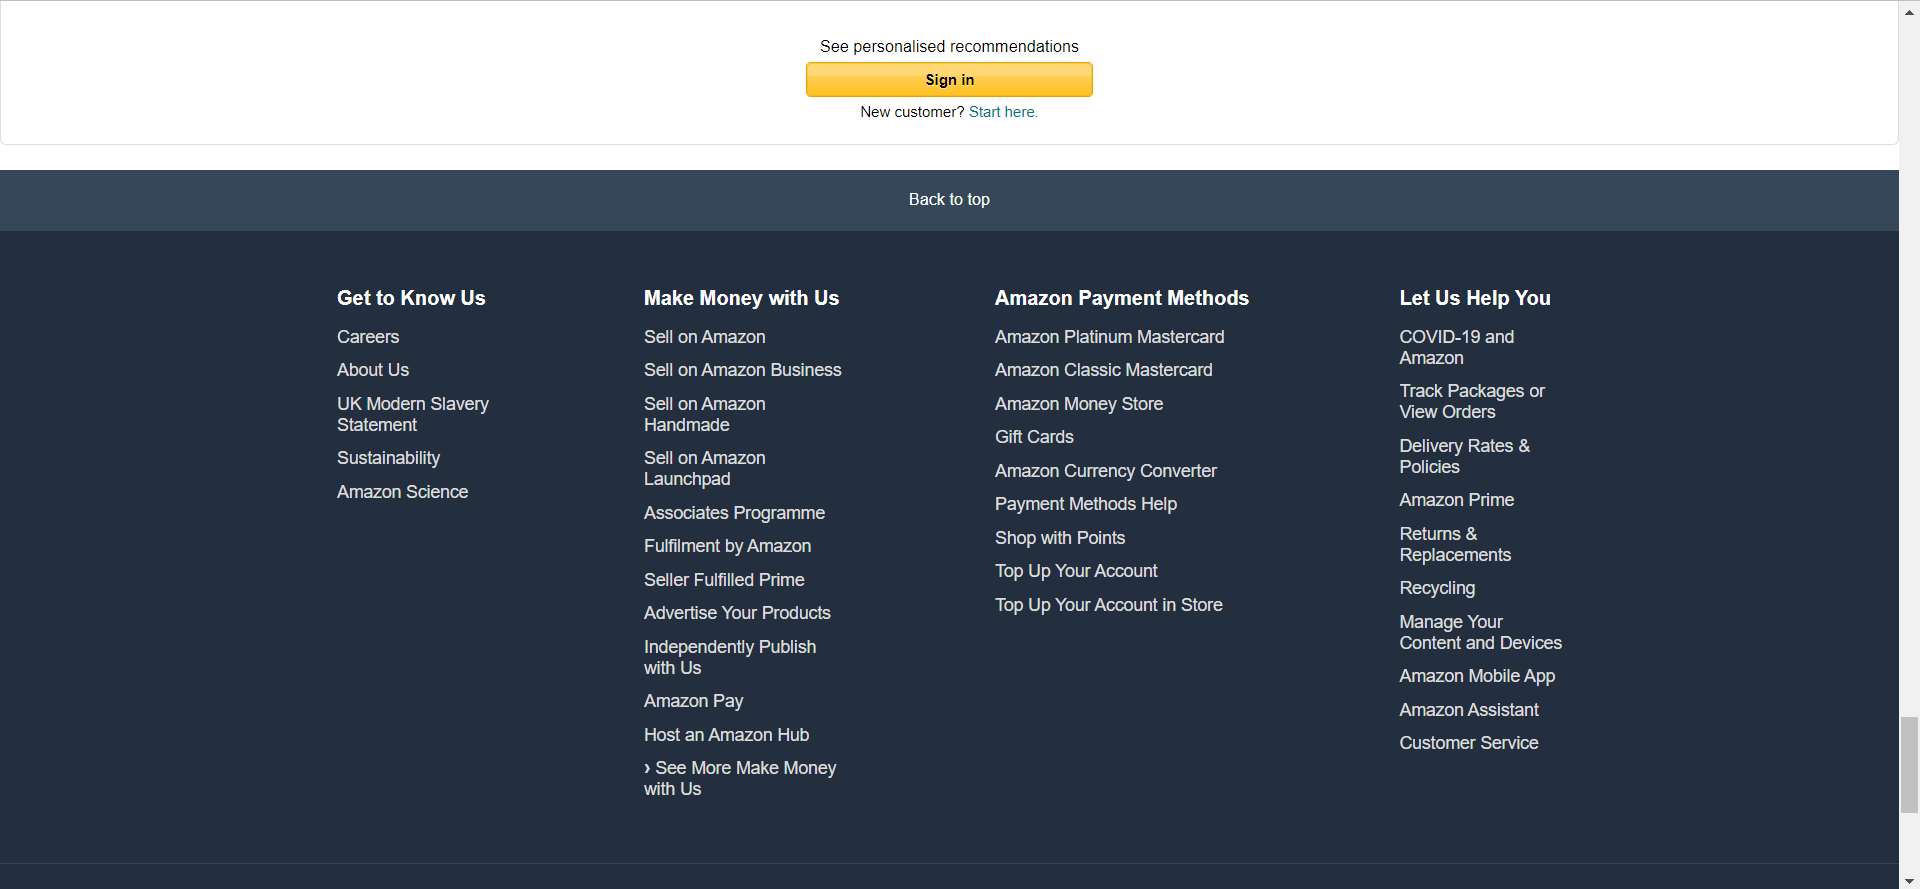 See personalised recommendations
Sign in
New customer? Start here.
Back to top
Get to Know Us
Careers
About Us
UK Modern Slavery
Statement
Sustainability
Amazon Science
Make Money with Us
Sell on Amazon
Sell on Amazon Business
Sell on Amazon
Handmade
Sell on Amazon
Launchpad
Associates Programme
Fulfilment by Amazon
Seller Fulfilled Prime
Advertise Your Products
Independently Publish
with Us
Amazon Pay
Host an Amazon Hub
› See More Make Money
with Us
Amazon Payment Methods
Amazon Platinum Mastercard
Amazon Classic Mastercard
Amazon Money Store
Gift Cards
Amazon Currency Converter
Payment Methods Help
Shop with Points
Top Up Your Account
Top Up Your Account in Store
Let Us Help You
COVID-19 and
Amazon
Track Packages or
View Orders
Delivery Rates &
Policies
Amazon Prime
Returns &
Replacements
Recycling
Manage Your
Content and Devices
Amazon Mobile App
Amazon Assistant
Customer Service